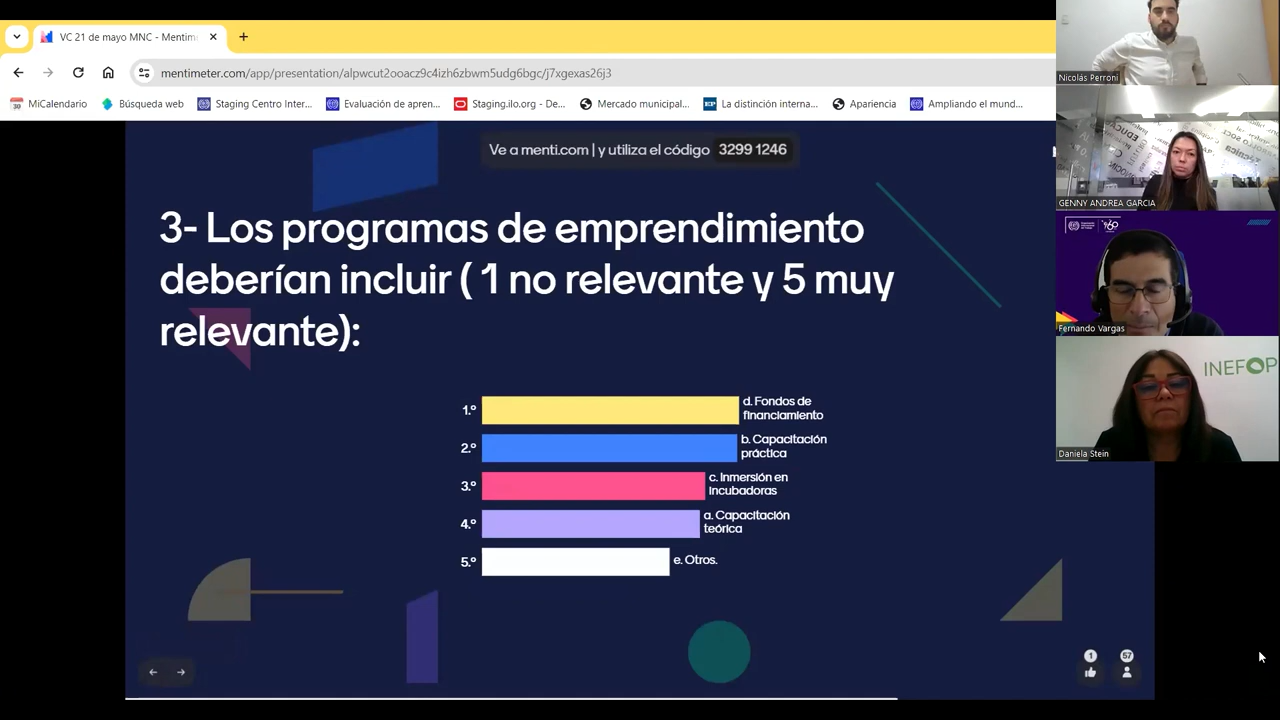 VC 21 de mayo MNC - Mentim
mentimeter.com/app/presentation/alpwcut2ooacz9c4izh6zbwm5udg6bgc/j7xgexas26j3
MiCalendario
Búsqueda web
Staging Centro Inter...
Evaluación de apren...
Staging.ilo.org - De...
Mercado municipal...
La distinción interna...
Apariencia
Ampliando el mund...
Ve a menti.com | y utiliza el código 3299 1246
3- Los programas de emprendimiento
deberían incluir ( 1 no relevante y 5 muy
relevante):
1.º
d. Fondos de
financiamiento
2.º
b. Capacitación
práctica
3.º
c. Inmersión en
incubadoras
4.º
a. Capacitación
teórica
5.º
e. Otros.
1
57
Nicolás Perroni
GENNY ANDREA GARCIA
Fernando Vargas
INEFOP
Daniela Stein